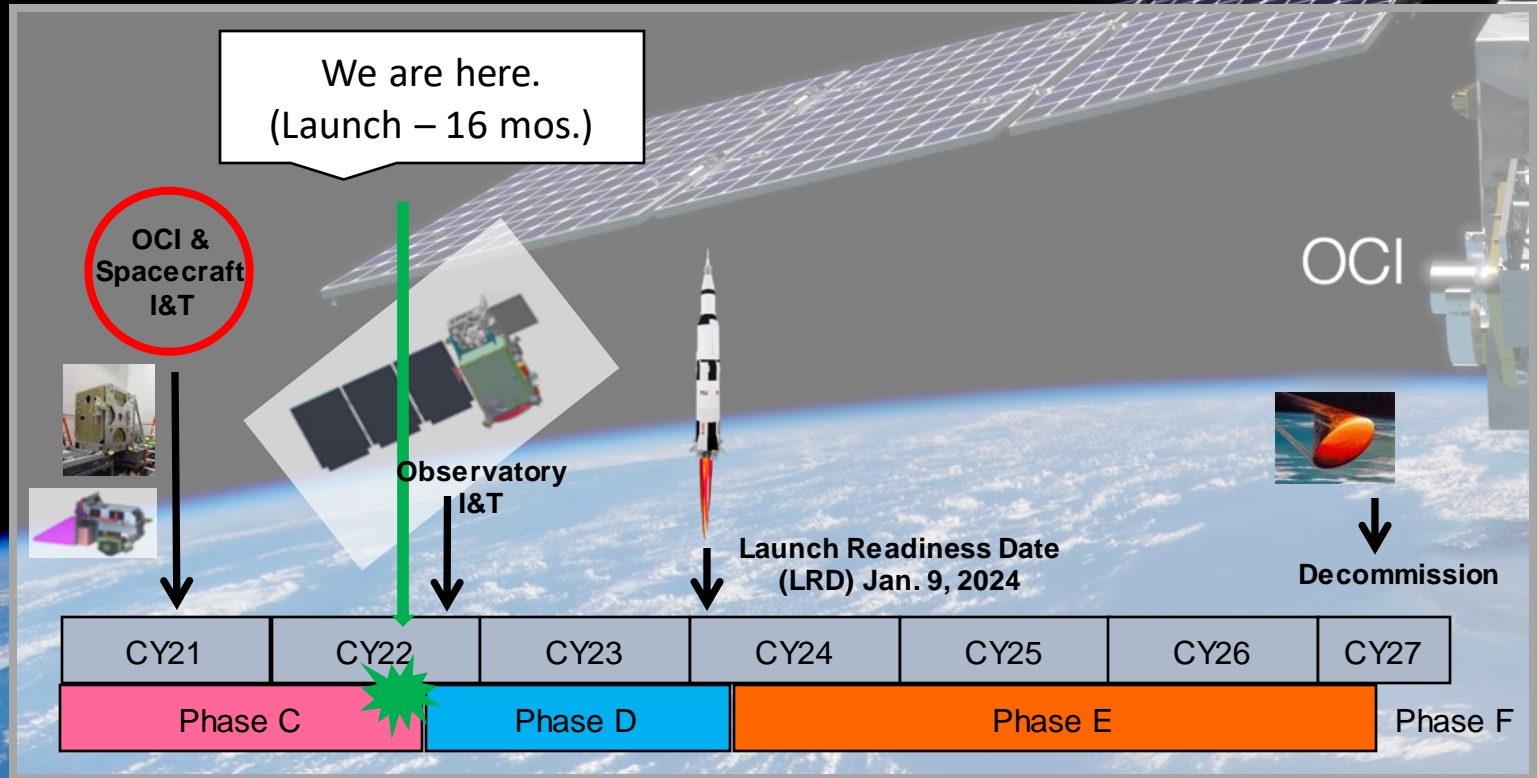 We are here.
(Launch – 16 mos.)
OCI &
Spacecraft
I&T
OCI
Observatory
I&T
Launch Readiness Date
(LRD) Jan. 9, 2024
Decommission
CY21
CY22
CY23
CY24
CY25
CY26
CY27
Phase C
Phase D
Phase E
Phase F